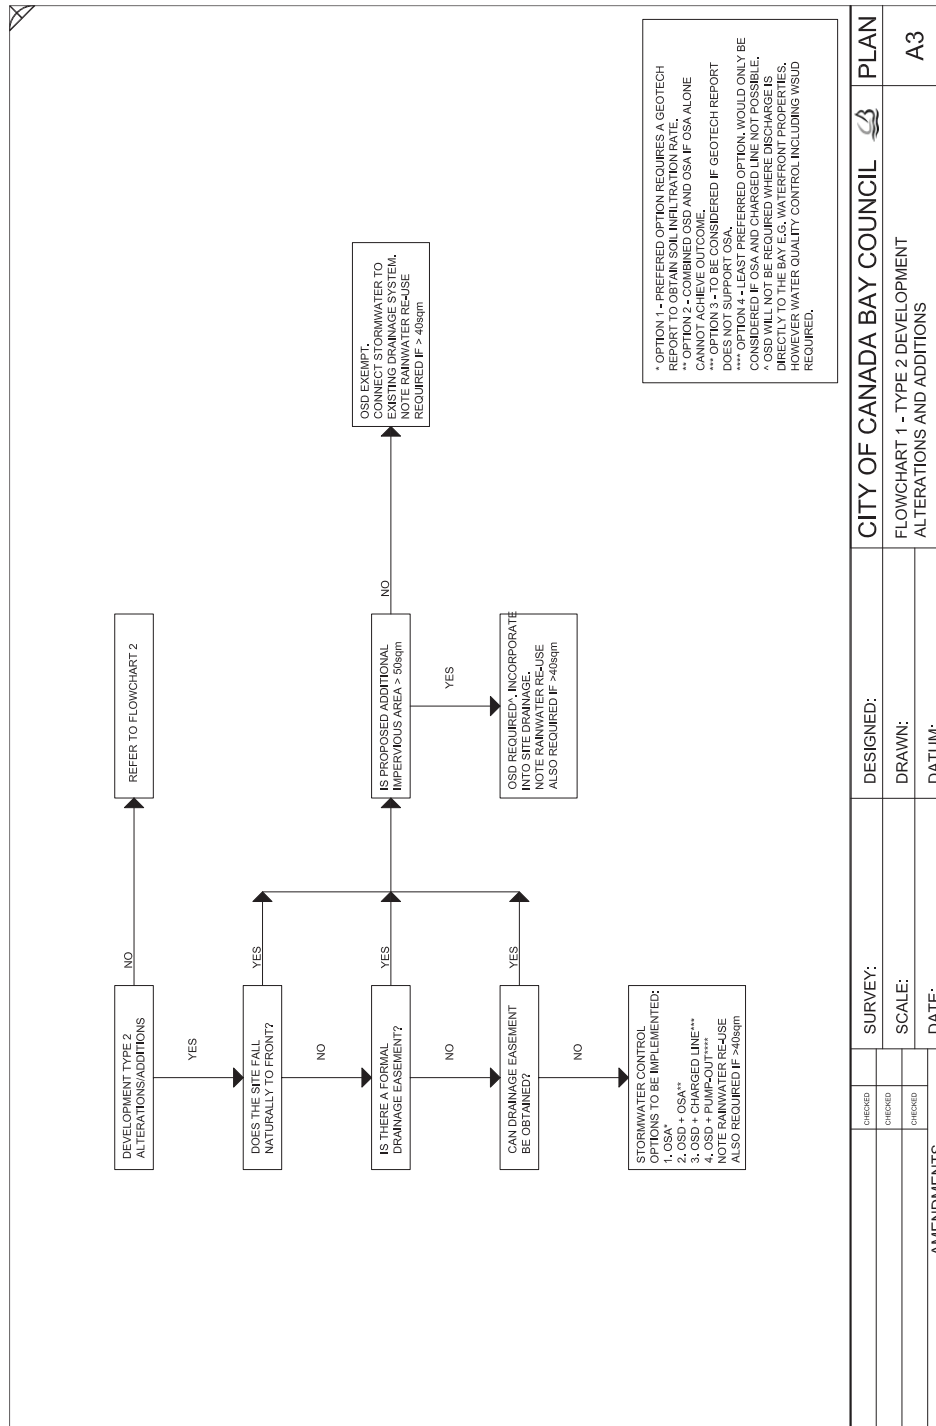 DEVELOPMENT TYPE 2
ALTERATIONS/ADDITIONS
NO
REFER TO FLOWCHART 2
YES
DOES THE SITE FALL
NATURALLY TO FRONT?
YES
NO
IS THERE A FORMAL
DRAINAGE EASEMENT?
YES
IS PROPOSED ADDITIONAL
IMPERVIOUS AREA > 50sqm
NO
OSD EXEMPT.
CONNECT STORMWATER TO
EXISTING DRAINAGE SYSTEM.
NOTE RAINWATER RE-USE
REQUIRED IF > 40sqm
NO
YES
CAN DRAINAGE EASEMENT
BE OBTAINED?
YES
OSD REQUIRED^. INCORPORATE
INTO SITE DRAINAGE.
NOTE RAINWATER RE-USE
ALSO REQUIRED IF >40sqm
NO
STORMWATER CONTROL
OPTIONS TO BE IMPLEMENTED:
1. OSA*
2. OSD + OSA**
3. OSD + CHARGED LINE***
4. OSD + PUMP-OUT****
NOTE RAINWATER RE-USE
ALSO REQUIRED IF >40sqm
* OPTION 1 - PREFERED OPTION REQUIRES A GEOTECH
REPORT TO OBTAIN SOIL INFILTRATION RATE.
** OPTION 2 - COMBINED OSD AND OSA IF OSA ALONE
CANNOT ACHIEVE OUTCOME.
*** OPTION 3 - TO BE CONSIDERED IF GEOTECH REPORT
DOES NOT SUPPORT OSA.
**** OPTION 4 - LEAST PREFERRED OPTION. WOULD ONLY BE
CONSIDERED IF OSA AND CHARGED LINE NOT POSSIBLE.
^ OSD WILL NOT BE REQUIRED WHERE DISCHARGE IS
DIRECTLY TO THE BAY E.G. WATERFRONT PROPERTIES.
HOWEVER WATER QUALITY CONTROL INCLUDING WSUD
REQUIRED.
CHECKED
CHECKED
CHECKED
AMENDMENTS
SURVEY:
SCALE:
DATE:
DESIGNED:
DRAWN:
DATUM:
CITY OF CANADA BAY COUNCIL
FLOWCHART 1 - TYPE 2 DEVELOPMENT
ALTERATIONS AND ADDITIONS
PLAN
A3